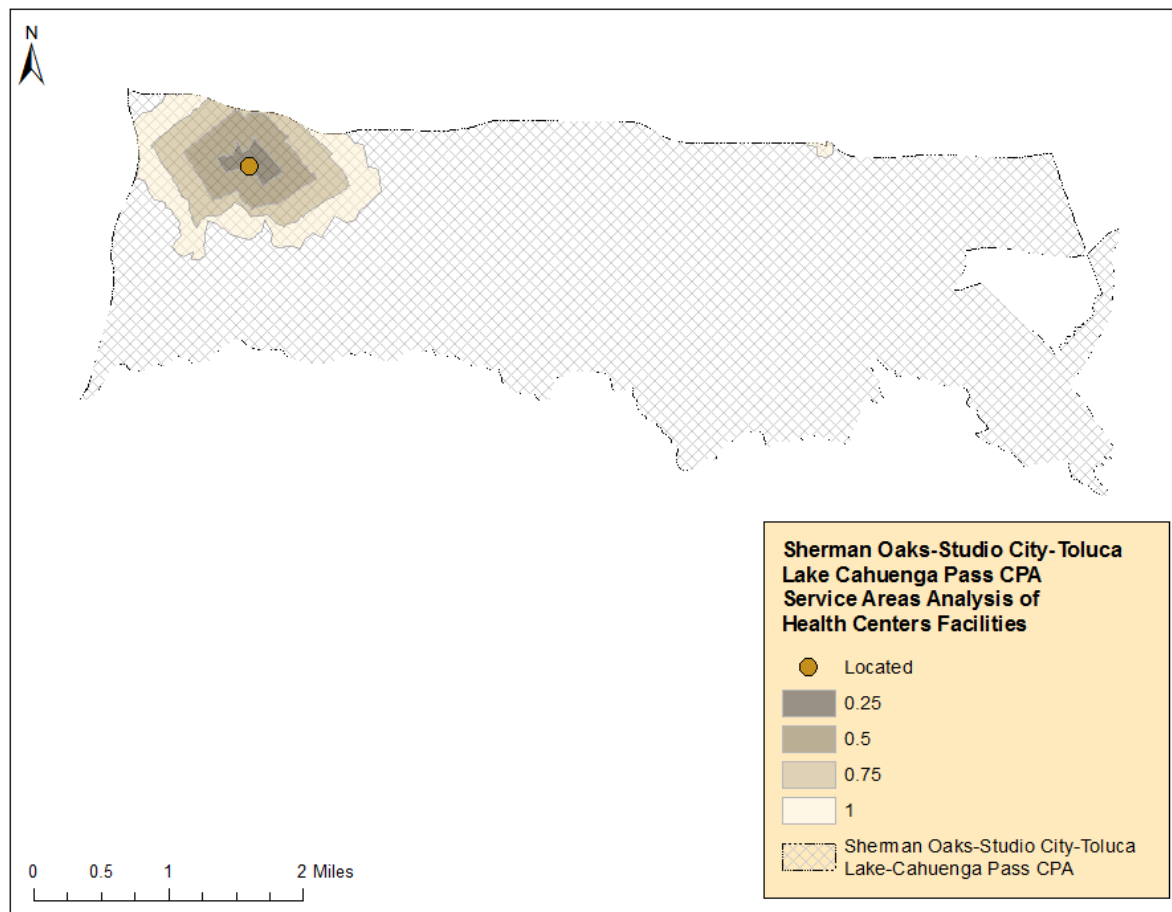 N
Sherman Oaks-Studio City-Toluca
Lake Cahuenga Pass CPA
Service Areas Analysis of
Health Centers Facilities
Located
0.25
0.5
0.75
1
Sherman Oaks-Studio City-Toluca
Lake-Cahuenga Pass CPA
0 0.5 1 2 Miles